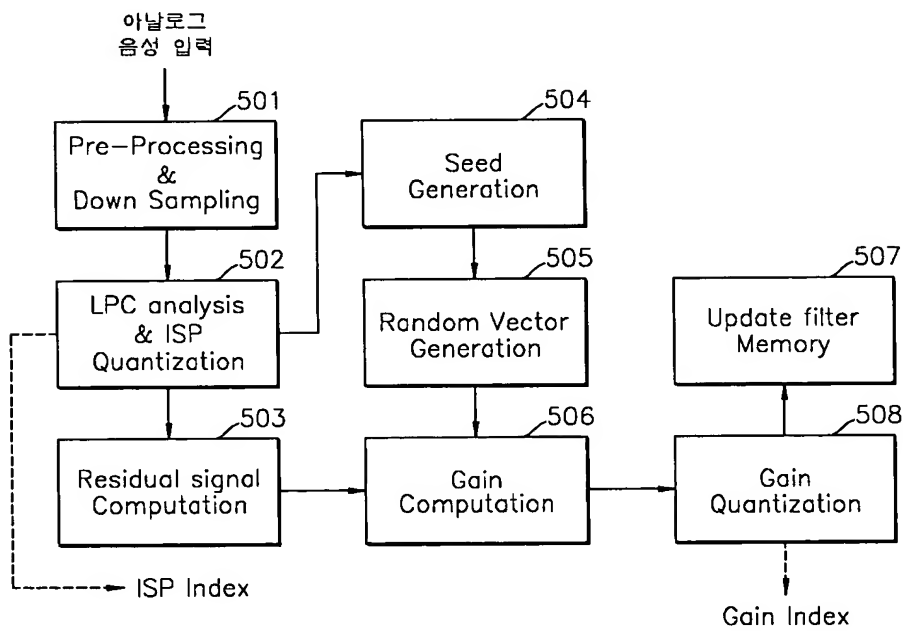 아날로그
음성 입력
501
Pre-Processing
&
Down Sampling
502
LPC analysis
& ISP
Quantization
503
Residual signal
Computation
504
Seed
Generation
505
Random Vector
Generation
506
Gain
Computation
507
Update filter
Memory
508
Gain
Quantization
ISP Index
Gain Index